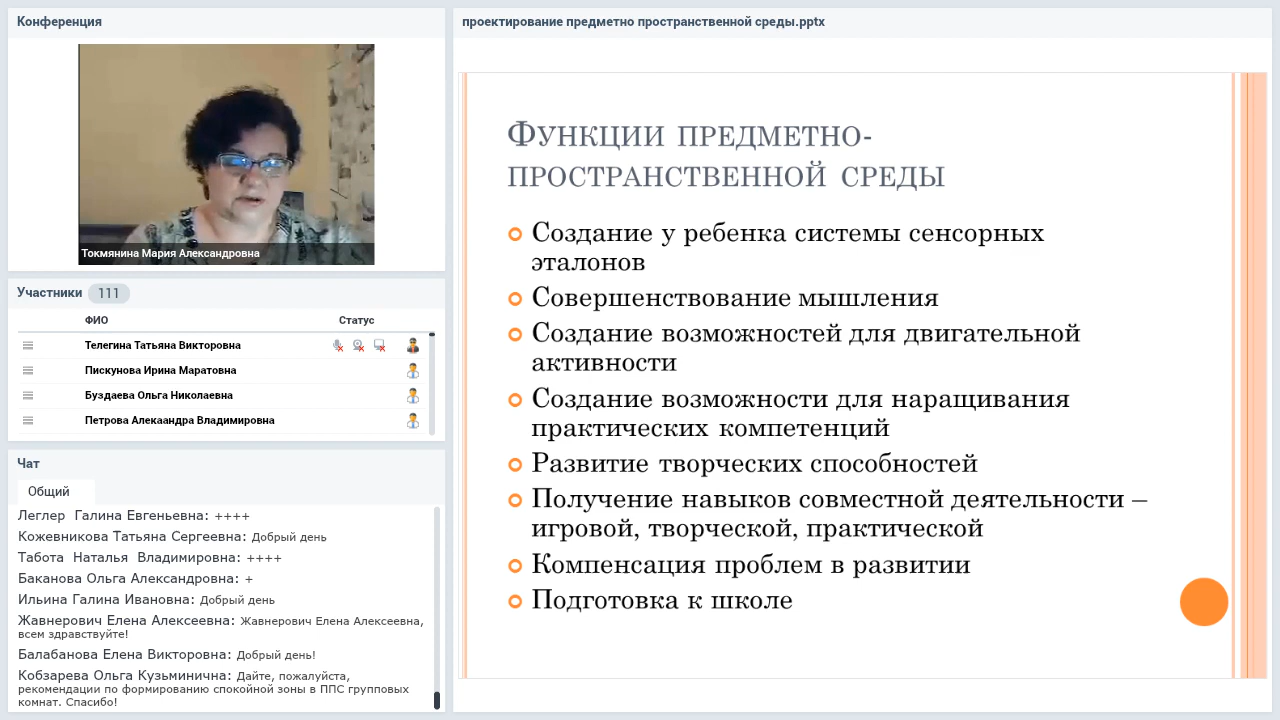 Конференция
Токмянина Мария Александровна
Участники 111
ФИО Статус
Телегина Татьяна Викторовна
Пискунова Ирина Маратовна
Буздаева Ольга Николаевна
Петрова Алекаандра Владимировна
Чат
Общий
Леглер Галина Евгеньевна: ++++
Кожевникова Татьяна Сергеевна: Добрый день
Табота Наталья Владимировна: ++++
Баканова Ольга Александровна: +
Ильина Галина Ивановна: Добрый день
Жавнерович Елена Алексеевна: Жавнерович Елена Алексеевна,
всем здравствуйте!
Балабанова Елена Викторовна: Добрый день!
Кобзарева Ольга Кузьминична: Дайте, пожалуйста,
рекомендации по формированию спокойной зоны в ППС групповых
комнат. Спасибо!
проектирование предметно пространственной среды.pptx
Функции предметно-
пространственной среды
Создание у ребенка системы сенсорных
эталонов
Совершенствование мышления
Создание возможностей для двигательной
активности
Создание возможности для наращивания
практических компетенций
Развитие творческих способностей
Получение навыков совместной деятельности –
игровой, творческой, практической
Компенсация проблем в развитии
Подготовка к школе